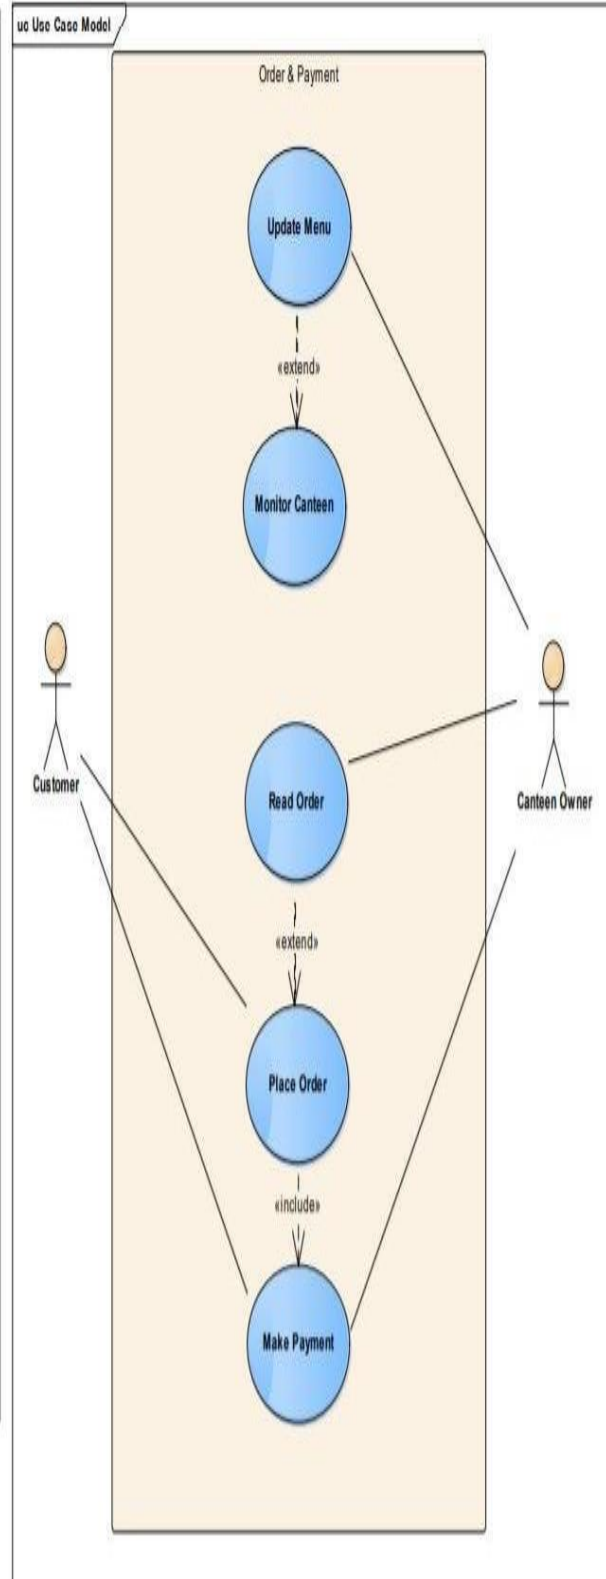 uc Use Case Model
Order & Payment
Update Menu
«extend»
Monitor Canteen
Customer
Read Order
Canteen Owner
«extend»
Place Order
«include»
Make Payment